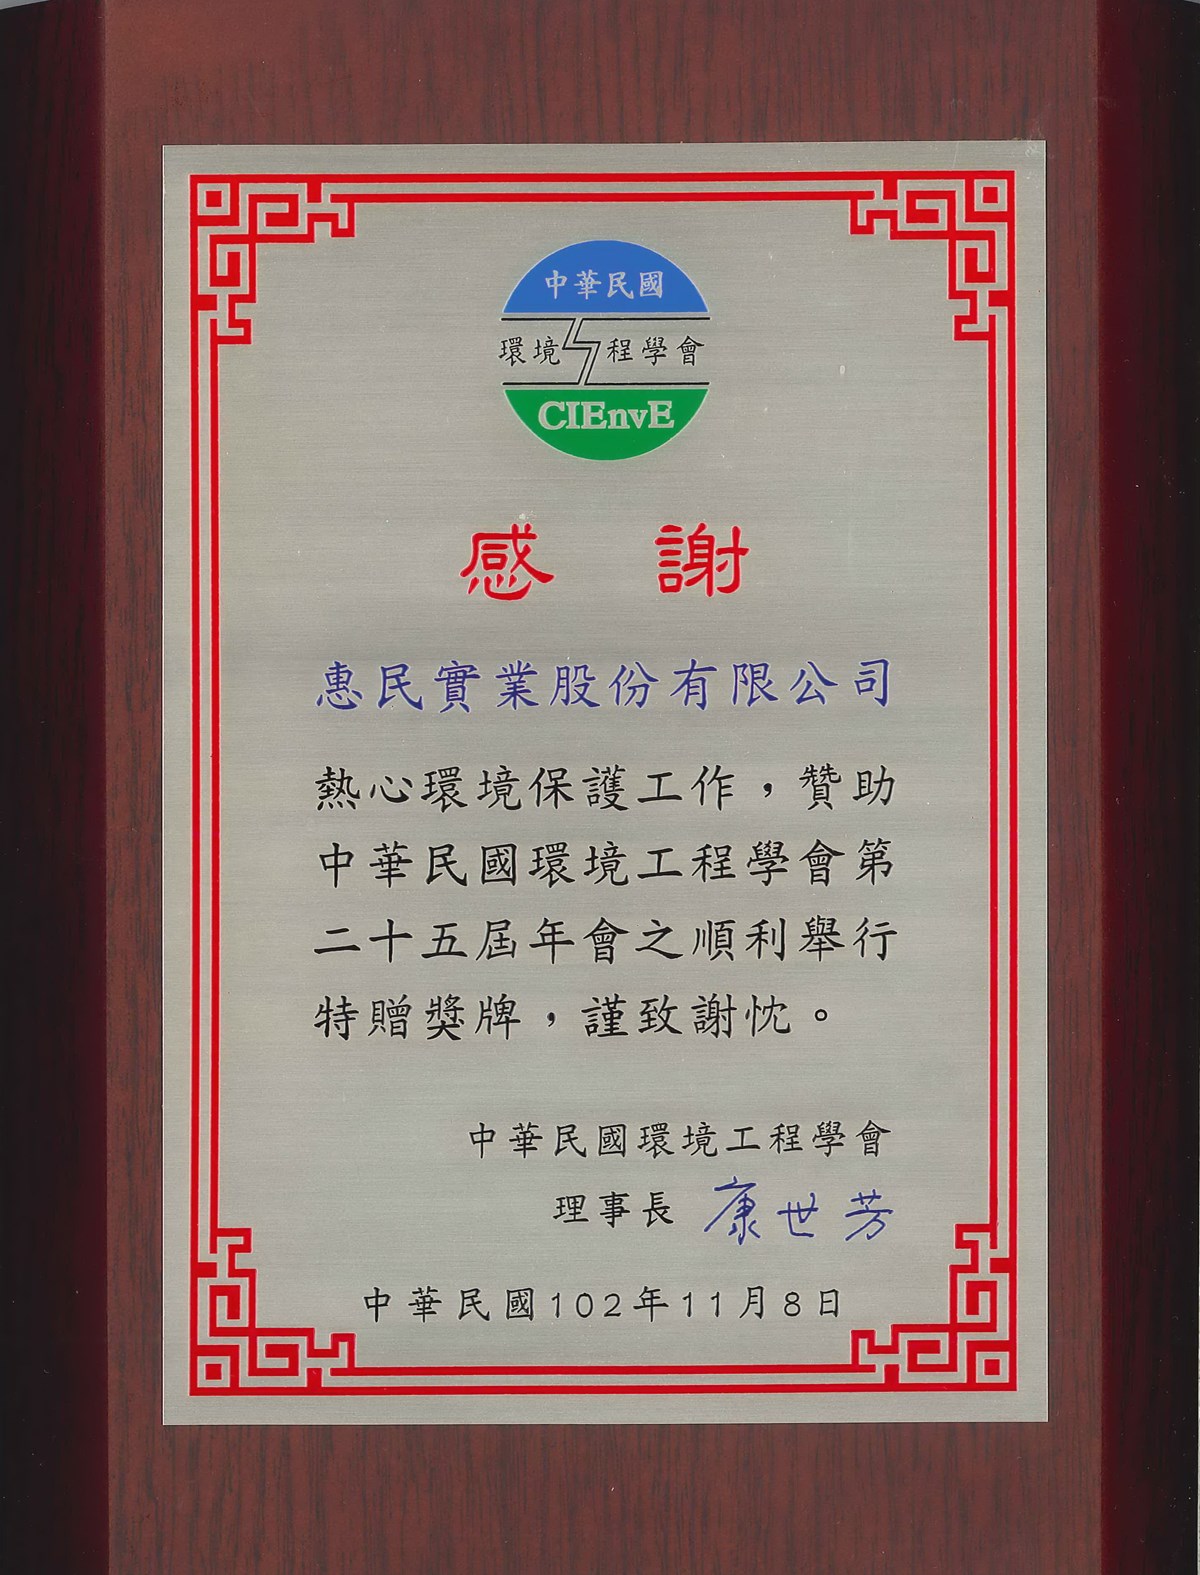 中華民國
環境工程學會
CIEnvE
感謝
惠民實業股份有限公司
熱心環境保護工作，贊助
中華民國環境工程學會第
二十五屆年會之順利舉行
特贈獎牌，謹致謝忱。
中華民國環境工程學會
理事長 康世芳
中華民國102年11月8日